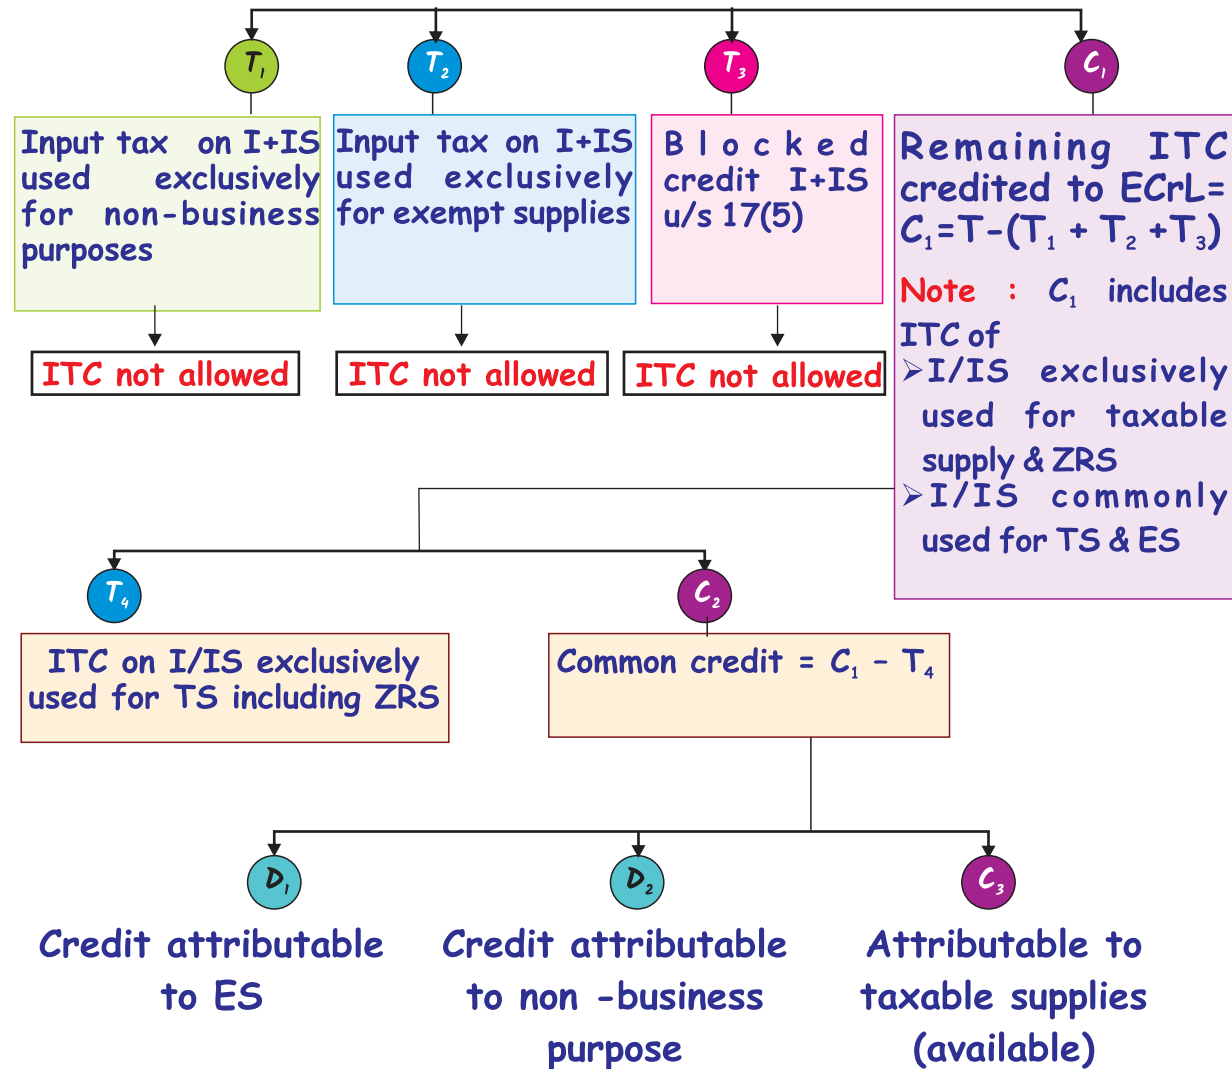 T₁
T₂
T₃
C₁
Input tax on I+IS
used exclusively
for non-business
purposes
Input tax on I+IS
used exclusively
for exempt supplies
Blocked
credit I+IS
u/s 17(5)
Remaining ITC
credited to ECrL=
C₁=T-(T₁ + T₂ +T₃)
Note : C₁ includes
ITC of
➢I/IS exclusively
used for taxable
supply & ZRS
➢I/IS commonly
used for TS & ES
ITC not allowed
ITC not allowed
ITC not allowed
T₄
C₂
ITC on I/IS exclusively
used for TS including ZRS
Common credit = C₁ - T₄
D₁
D₂
C₃
Credit attributable
to ES
Credit attributable
to non -business
purpose
Attributable to
taxable supplies
(available)